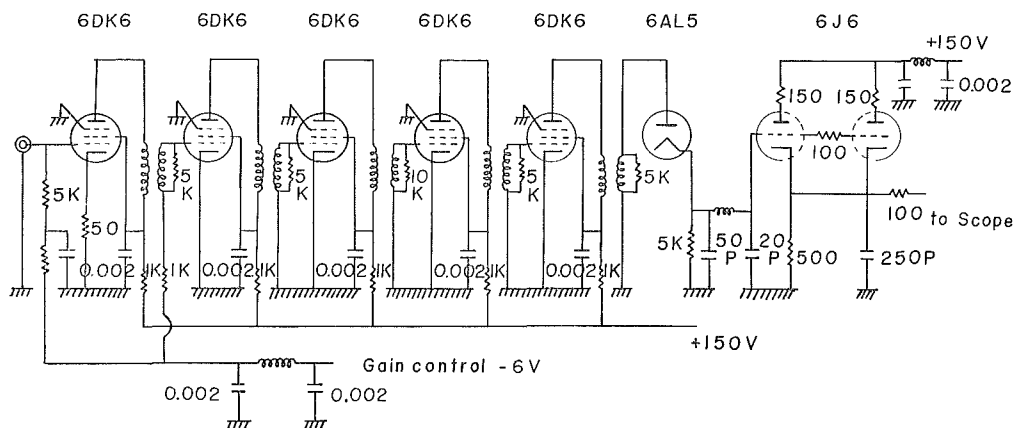 6DK6 6DK6 6DK6 6DK6 6DK6 6AL5 6J6
+150V
0.002
150 150
100
5K 5K 5K 10K 5K 5K
50
100 to Scope
0.002 1K 1K 0.002 1K 0.002 1K 0.002 1K 0.002 1K
5K 50P 20P 500 250P
+150V
Gain control -6V
0.002 0.002